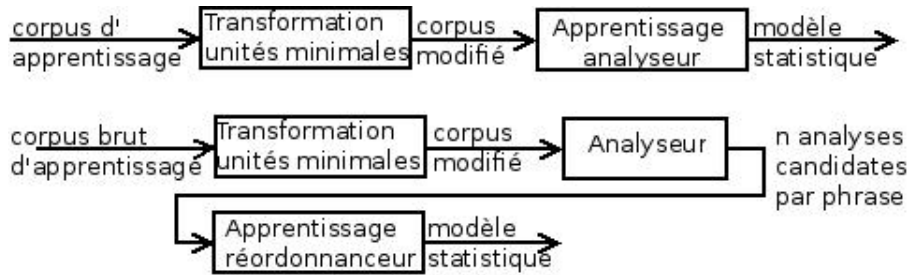 corpus d'
apprentissage
Transformation
unités minimales
corpus
modifié
Apprentissage
analyseur
modèle
statistique
corpus brut
d'apprentissage
Transformation
unités minimales
corpus
modifié
Analyseur
n analyses
candidates
par phrase
Apprentissage
réordonnanceur
modèle
statistique